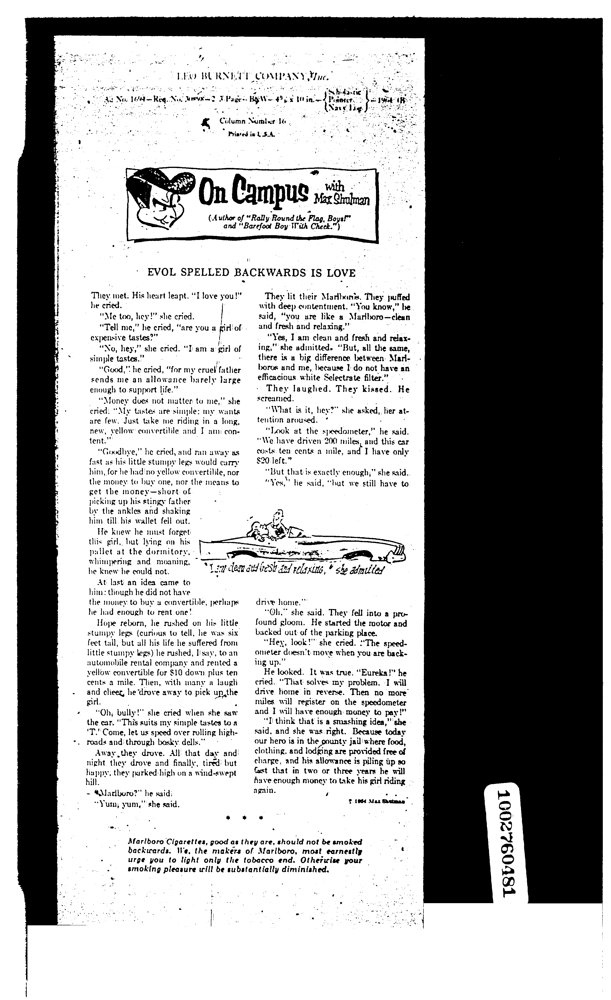 LEO BURNETT COMPANY, Inc.
Column Number 16
Printed in U.S.A.
On Campus with
Max Shulman
(Author of "Rally Round the Flag, Boys!"
and "Barefoot Boy With Cheek.")
EVOL SPELLED BACKWARDS IS LOVE
They met. His heart leapt. "I love you!"
he cried.
"Me too, hey!" she cried.
"Tell me," he cried, "are you a girl of
expensive tastes?"
"No, hey," she cried. "I am a girl of
simple tastes."
"Good," he cried, "for my cruel father
sends me an allowance barely large
enough to support life."
"Money does not matter to me," she
cried. "My tastes are simple; my wants
are few. Just take me riding in a long,
new, yellow convertible and I am con-
tent."
"Goodbye," he cried, and ran away as
fast as his little stumpy legs would carry
him, for he had no yellow convertible, nor
the money to buy one, nor the means to
get the money—short of
picking up his stingy father
by the ankles and shaking
him till his wallet fell out.
He knew he must forget
this girl, but lying on his
pallet at the dormitory,
whimpering and moaning,
he knew he could not.
At last an idea came to
him: though he did not have
the money to buy a convertible, perhaps
he had enough to rent one!
Hope reborn, he rushed on his little
stumpy legs (curious to tell, he was six
feet tall, but all his life he suffered from
little stumpy legs) he rushed, I say, to an
automobile rental company and rented a
yellow convertible for $10 down plus ten
cents a mile. Then, with many a laugh
and cheer, he drove away to pick up the
girl.
"Oh, bully!" she cried when she saw
the car. "This suits my simple tastes to a
'T.' Come, let us speed over rolling high-
roads and through bosky dells."
Away they drove. All that day and
night they drove and finally, tired but
happy, they parked high on a wind-swept
hill.
"Marlboro?" he said.
"Yum, yum," she said.
They lit their Marlboros. They puffed
with deep contentment. "You know," he
said, "you are like a Marlboro—clean
and fresh and relaxing."
"Yes, I am clean and fresh and relax-
ing," she admitted. "But, all the same,
there is a big difference between Marl-
boros and me, because I do not have an
efficacious white Selectrate filter."
They laughed. They kissed. He
screamed.
"What is it, hey?" she asked, her at-
tention aroused.
"Look at the speedometer," he said.
"We have driven 200 miles, and this car
costs ten cents a mile, and I have only
$20 left."
"But that is exactly enough," she said.
"Yes," he said, "but we still have to
"I am clean and fresh and relaxing," she admitted
drive home."
"Oh," she said. They fell into a pro-
found gloom. He started the motor and
backed out of the parking place.
"Hey, look!" she cried. "The speed-
ometer doesn't move when you are back-
ing up."
He looked. It was true. "Eureka!" he
cried. "That solves my problem. I will
drive home in reverse. Then no more
miles will register on the speedometer
and I will have enough money to pay!"
"I think that is a smashing idea," she
said, and she was right. Because today
our hero is in the county jail where food,
clothing, and lodging are provided free of
charge, and his allowance is piling up so
fast that in two or three years he will
have enough money to take his girl riding
again.
© 1964 Max Shulman
* * *
Marlboro Cigarettes, good as they are, should not be smoked
backwards. We, the makers of Marlboro, most earnestly
urge you to light only the tobacco end. Otherwise your
smoking pleasure will be substantially diminished.
1002760481